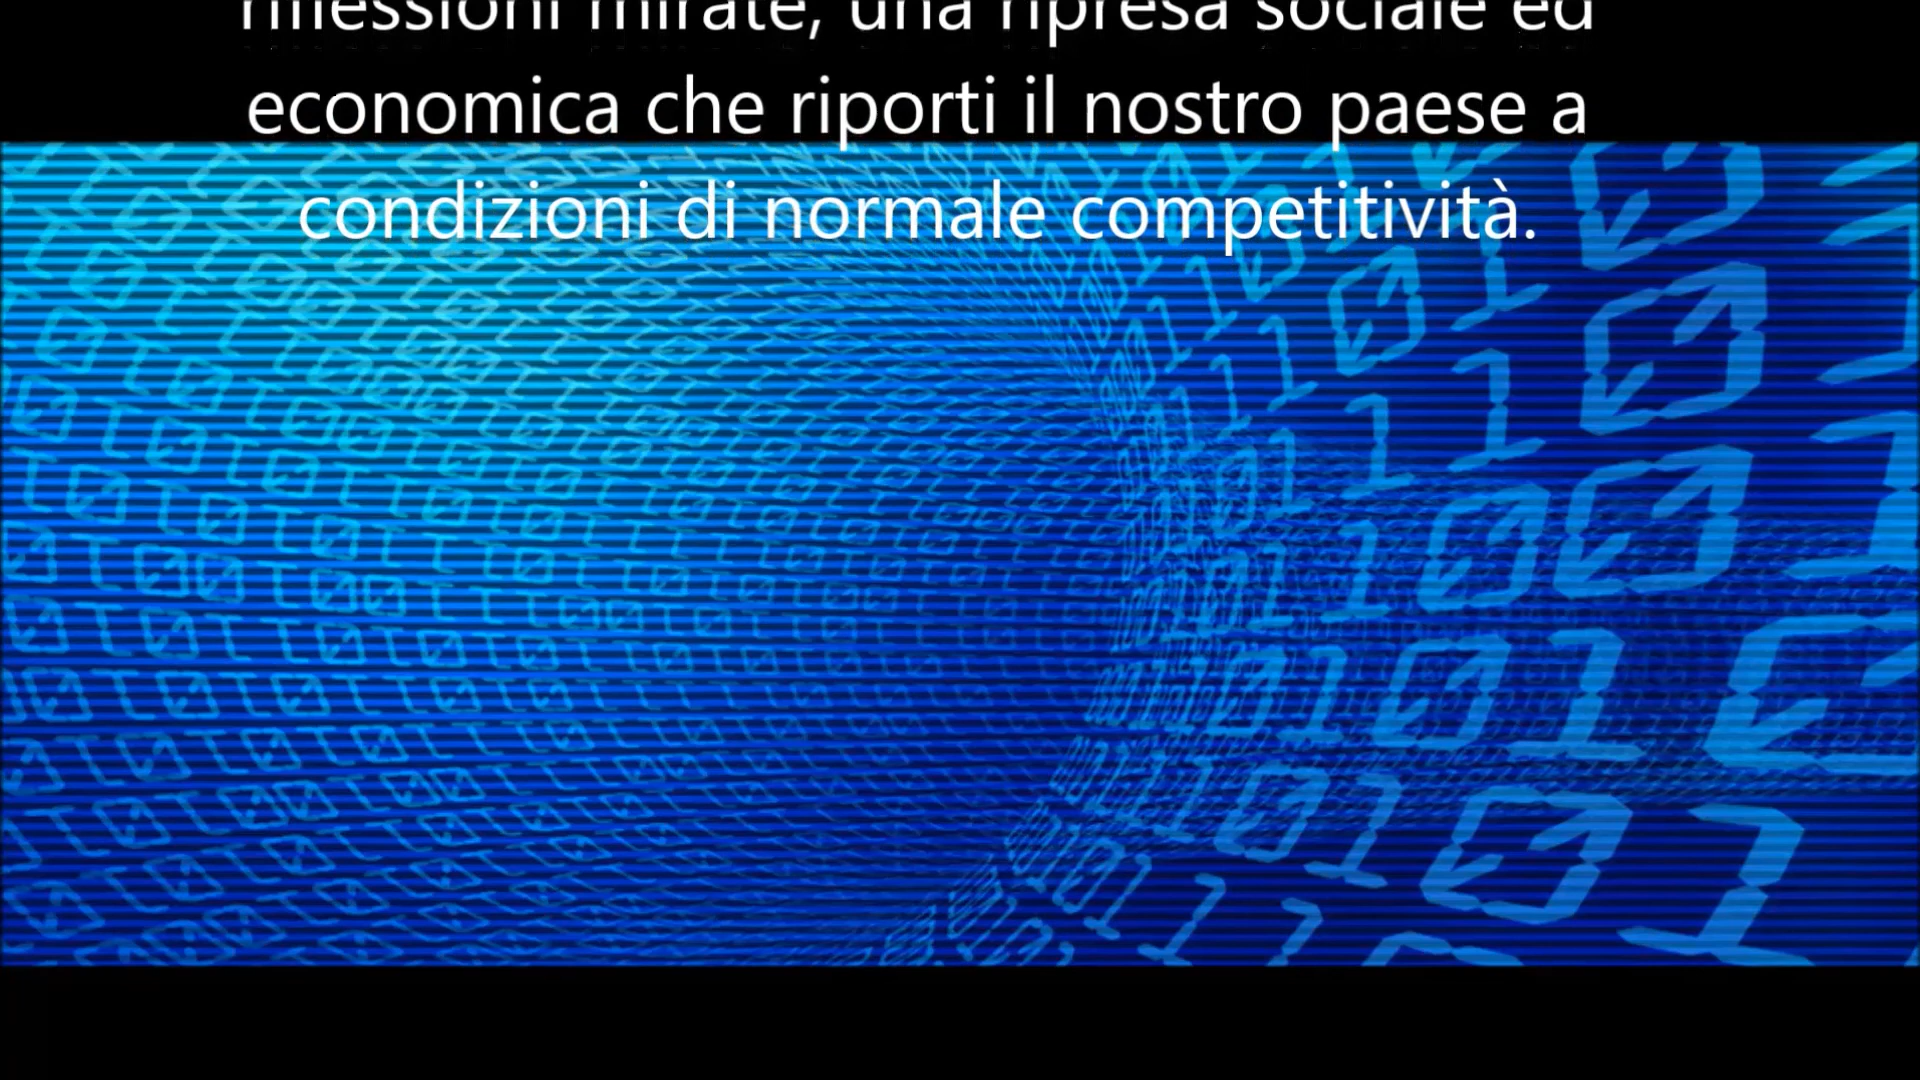 riflessioni mirate, una ripresa sociale ed
economica che riporti il nostro paese a
condizioni di normale competitività.